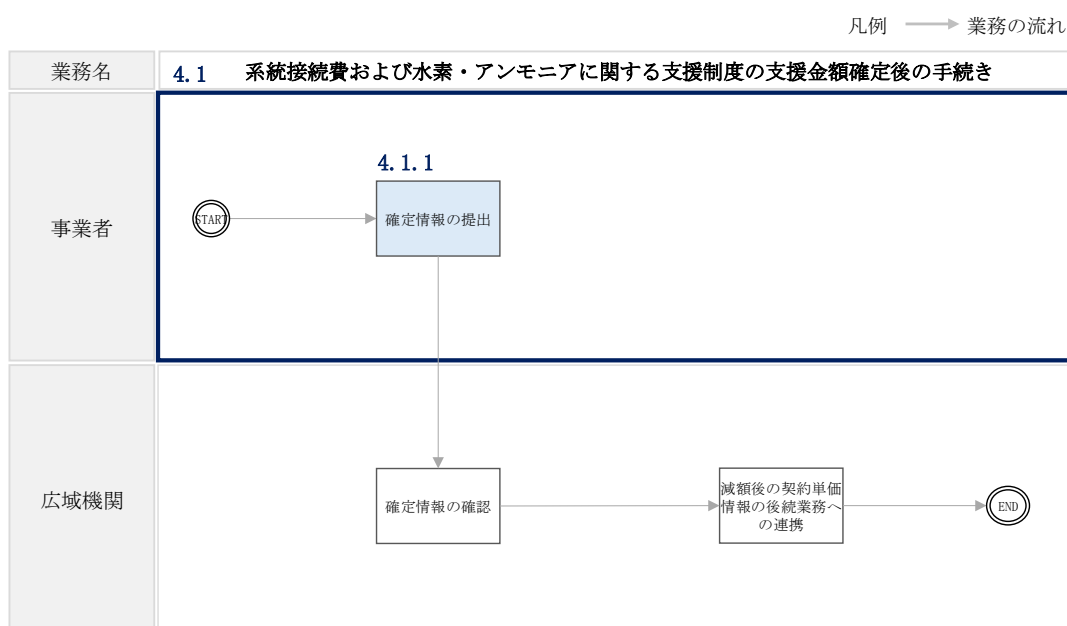 凡例 業務の流れ
業務名 4.1 系統接続費および水素・アンモニアに関する支援制度の支援金額確定後の手続き
4.1.1
事業者
START
確定情報の提出
広域機関
確定情報の確認
減額後の契約単価
情報の後続業務へ
の連携
END